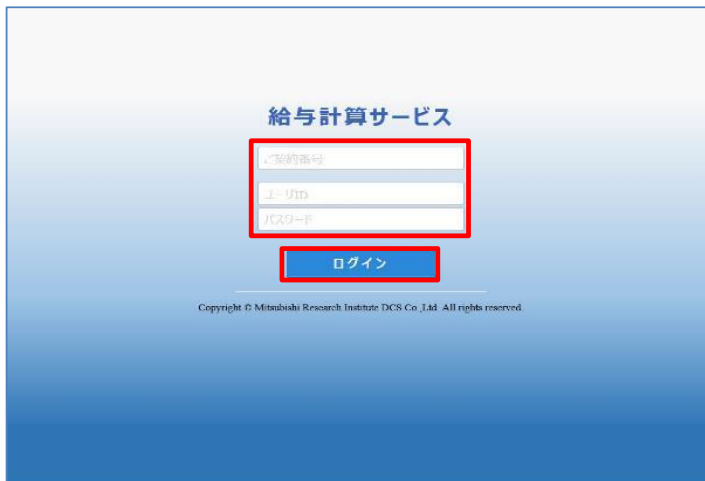 給与計算サービス
ご契約番号
ユーザID
パスワード
ログイン
Copyright © Mitsubishi Research Institute DCS Co.,Ltd. All rights reserved.